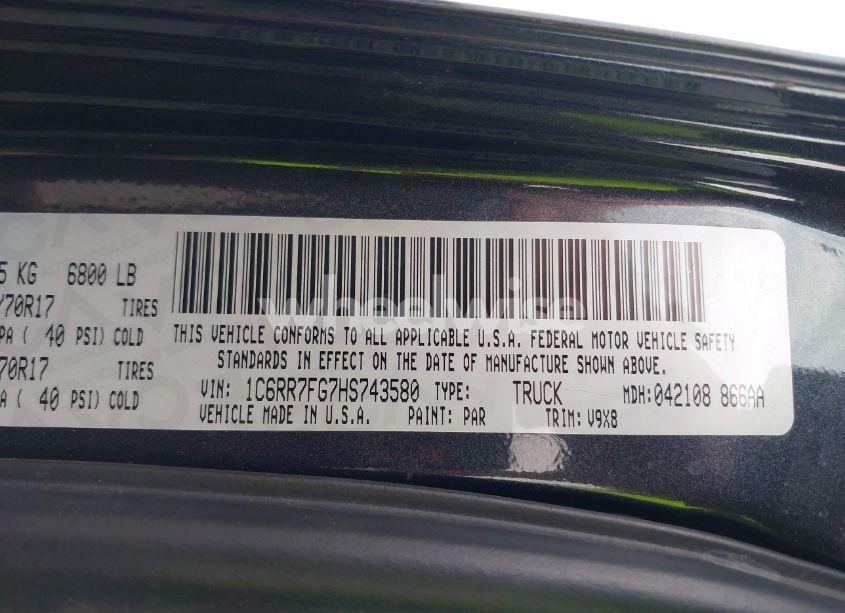 5 KG 6800 LB
/70R17 TIRES
PA ( 40 PSI) COLD
70R17 TIRES
A ( 40 PSI) COLD
THIS VEHICLE CONFORMS TO ALL APPLICABLE U.S.A. FEDERAL MOTOR VEHICLE SAFETY
STANDARDS IN EFFECT ON THE DATE OF MANUFACTURE SHOWN ABOVE.
VIN: 1C6RR7FG7HS743580 TYPE: TRUCK MDH: 042108 866AA
VEHICLE MADE IN U.S.A. PAINT: PAR TRIM: V9X8
wheelwise